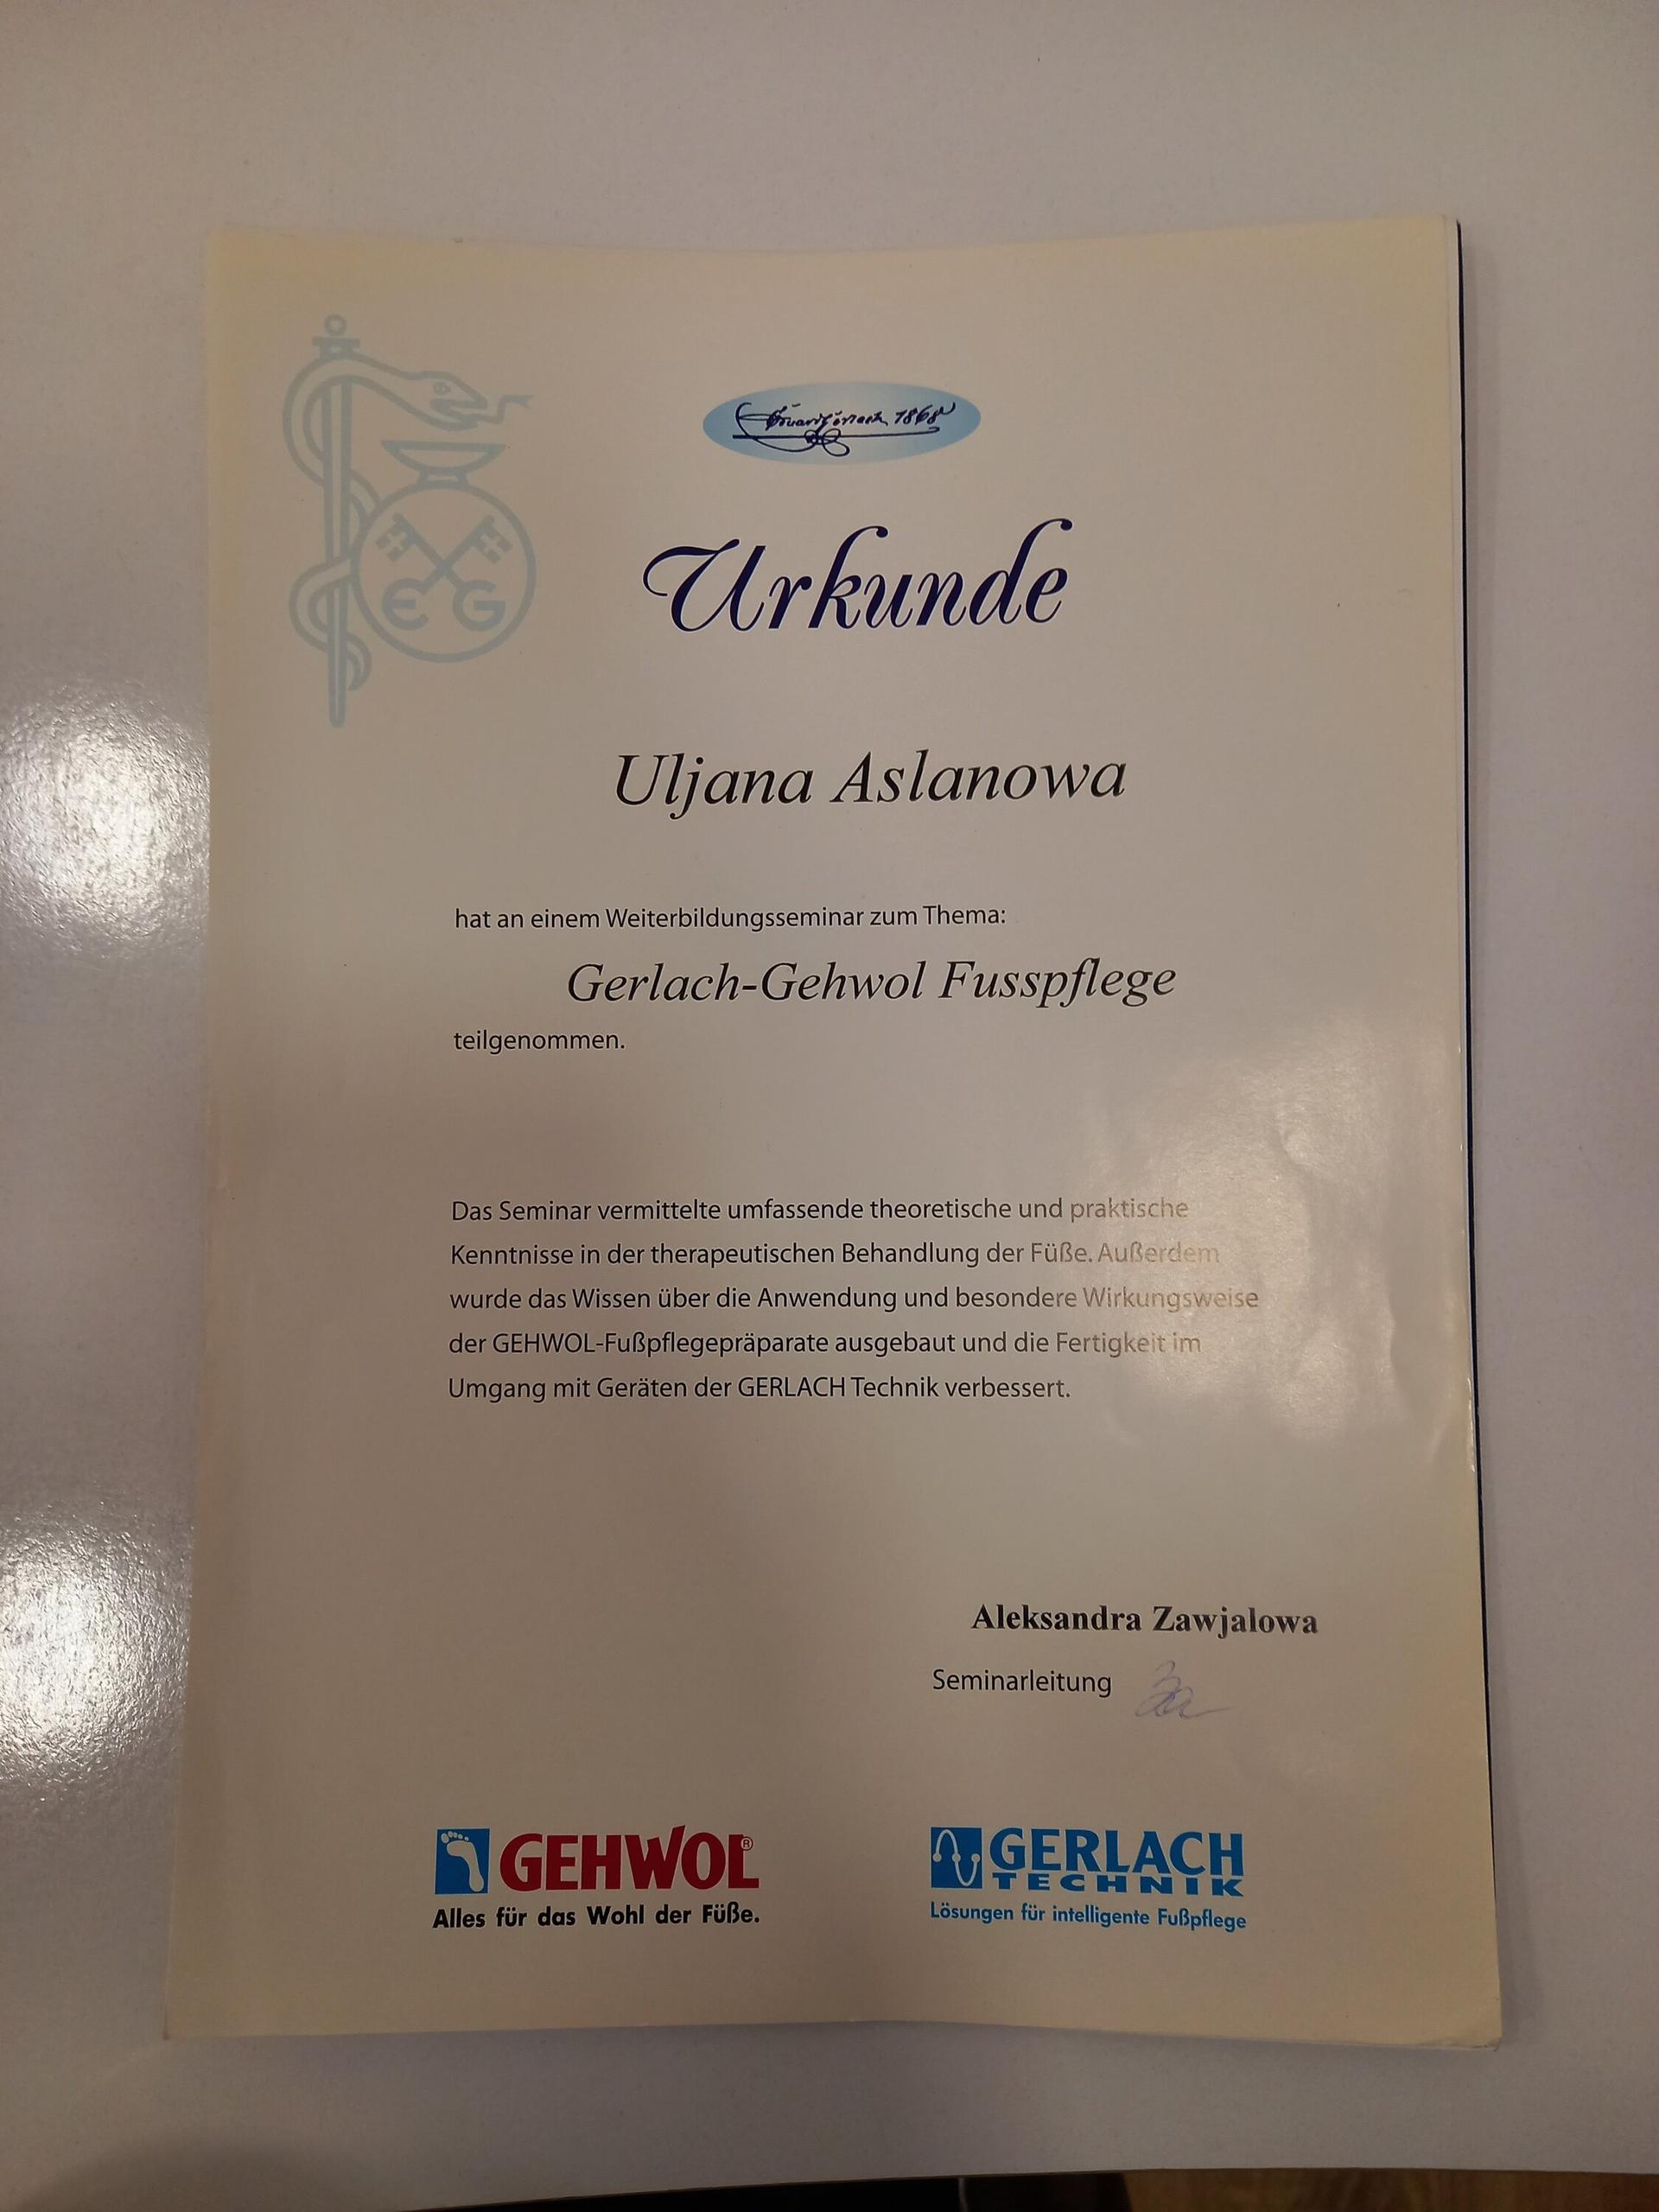 Eduard Gerlach 1868
E G
Urkunde
Uljana Aslanowa
hat an einem Weiterbildungsseminar zum Thema:
Gerlach-Gehwol Fusspflege
teilgenommen.
Das Seminar vermittelte umfassende theoretische und praktische
Kenntnisse in der therapeutischen Behandlung der Füße. Außerdem
wurde das Wissen über die Anwendung und besondere Wirkungsweise
der GEHWOL-Fußpflegepräparate ausgebaut und die Fertigkeit im
Umgang mit Geräten der GERLACH Technik verbessert.
Aleksandra Zawjalowa
Seminarleitung
GEHWOL®
Alles für das Wohl der Füße.
GERLACH
TECHNIK
Lösungen für intelligente Fußpflege